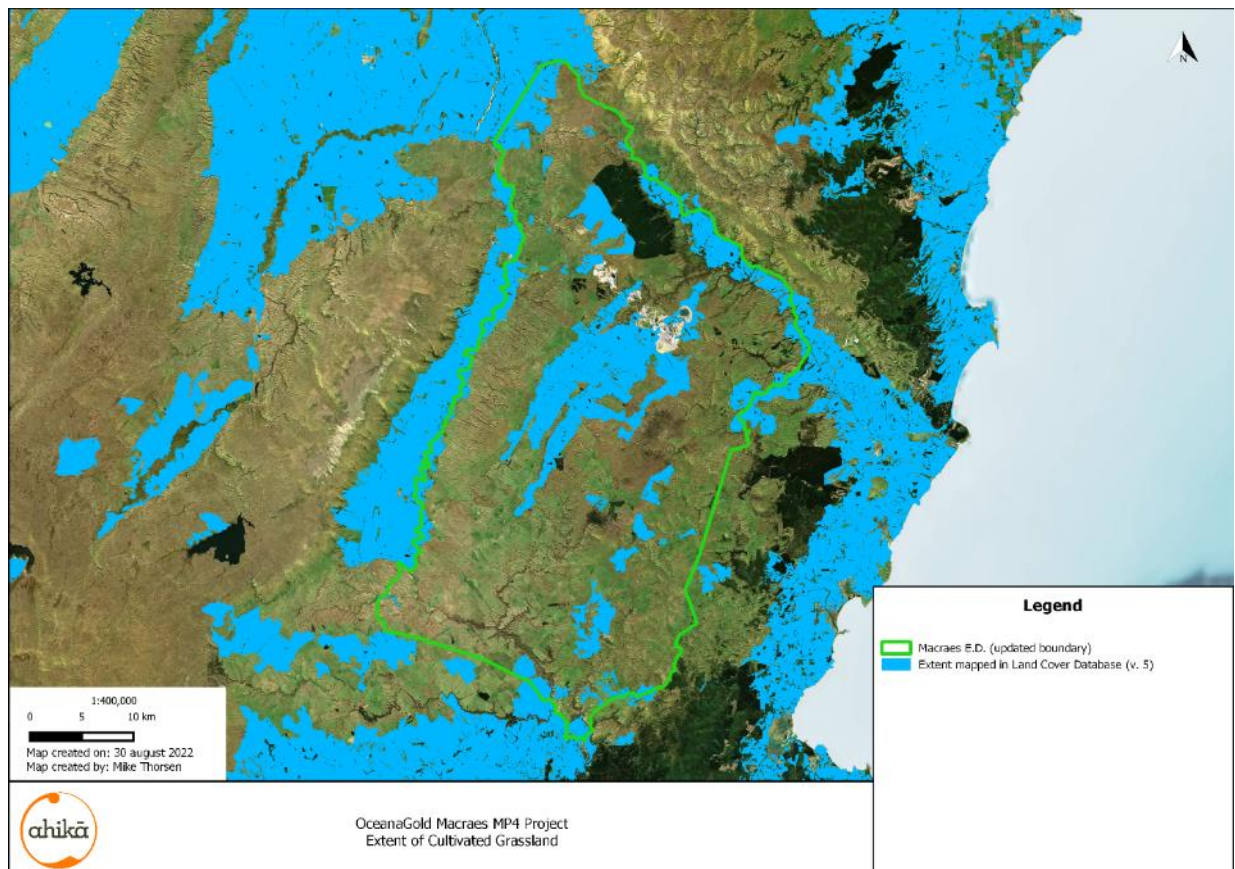 N
1:400,000
0 5 10 km
Map created on: 30 august 2022
Map created by: Mike Thorsen
ahikā
OceanaGold Macraes MP4 Project
Extent of Cultivated Grassland
Legend
Macraes E.D. (updated boundary)
Extent mapped in Land Cover Database (v. 5)